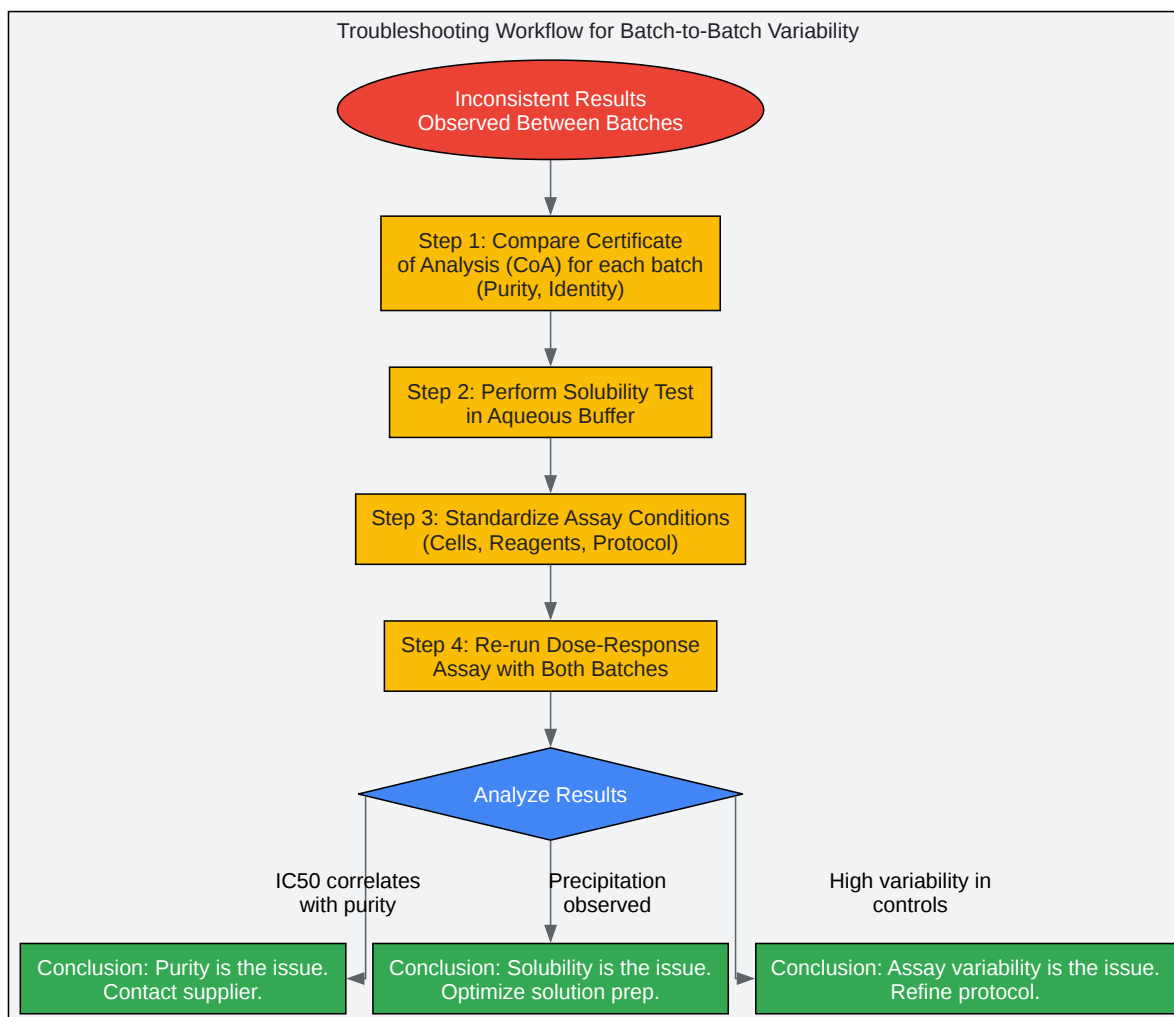 Troubleshooting Workflow for Batch-to-Batch Variability
Inconsistent Results
Observed Between Batches
Step 1: Compare Certificate
of Analysis (CoA) for each batch
(Purity, Identity)
Step 2: Perform Solubility Test
in Aqueous Buffer
Step 3: Standardize Assay Conditions
(Cells, Reagents, Protocol)
Step 4: Re-run Dose-Response
Assay with Both Batches
Analyze Results
IC50 correlates
with purity
Precipitation
observed
High variability in
controls
Conclusion: Purity is the issue.
Contact supplier.
Conclusion: Solubility is the issue.
Optimize solution prep.
Conclusion: Assay variability is the issue.
Refine protocol.